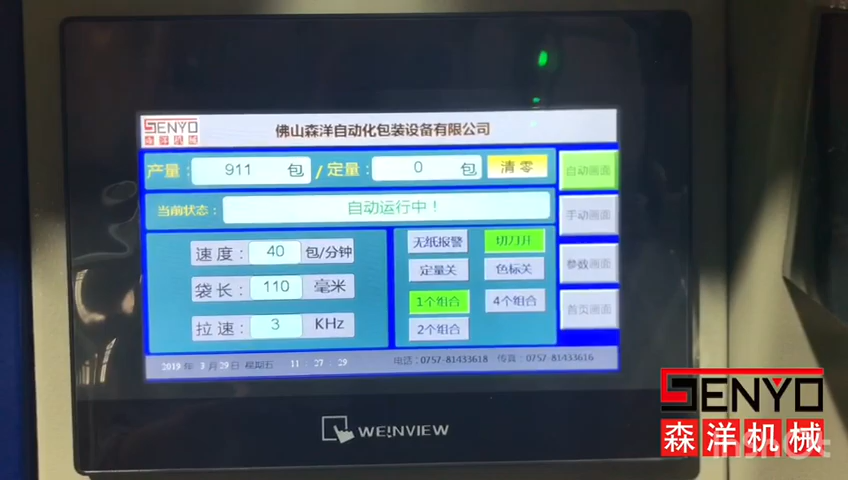 SENYO
森洋机械
佛山森洋自动化包装设备有限公司
产量： 911 包 / 定量： 0 包 清零
当前状态： 自动运行中！
速度： 40 包/分钟
袋长： 110 毫米
拉速： 3 KHz
无纸报警 切刀开
定量关 色标关
1个组合 4个组合
2个组合
自动画面
手动画面
参数画面
首页画面
2019 年 3 月 29 日 星期五 11 : 27 : 29 电话：0757-81433618 传真：0757-81433616
WEINVIEW
SENYO
森洋机械
InShot